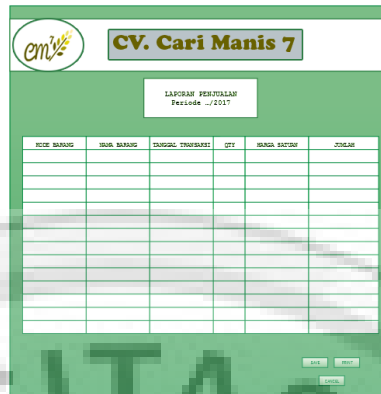 cm7
CV. Cari Manis 7
LAPORAN PENJUALAN
Periode …/2017
KODE BARANG NAMA BARANG TANGGAL TRANSAKSI QTY HARGA SATUAN JUMLAH
SAVE PRINT
CANCEL